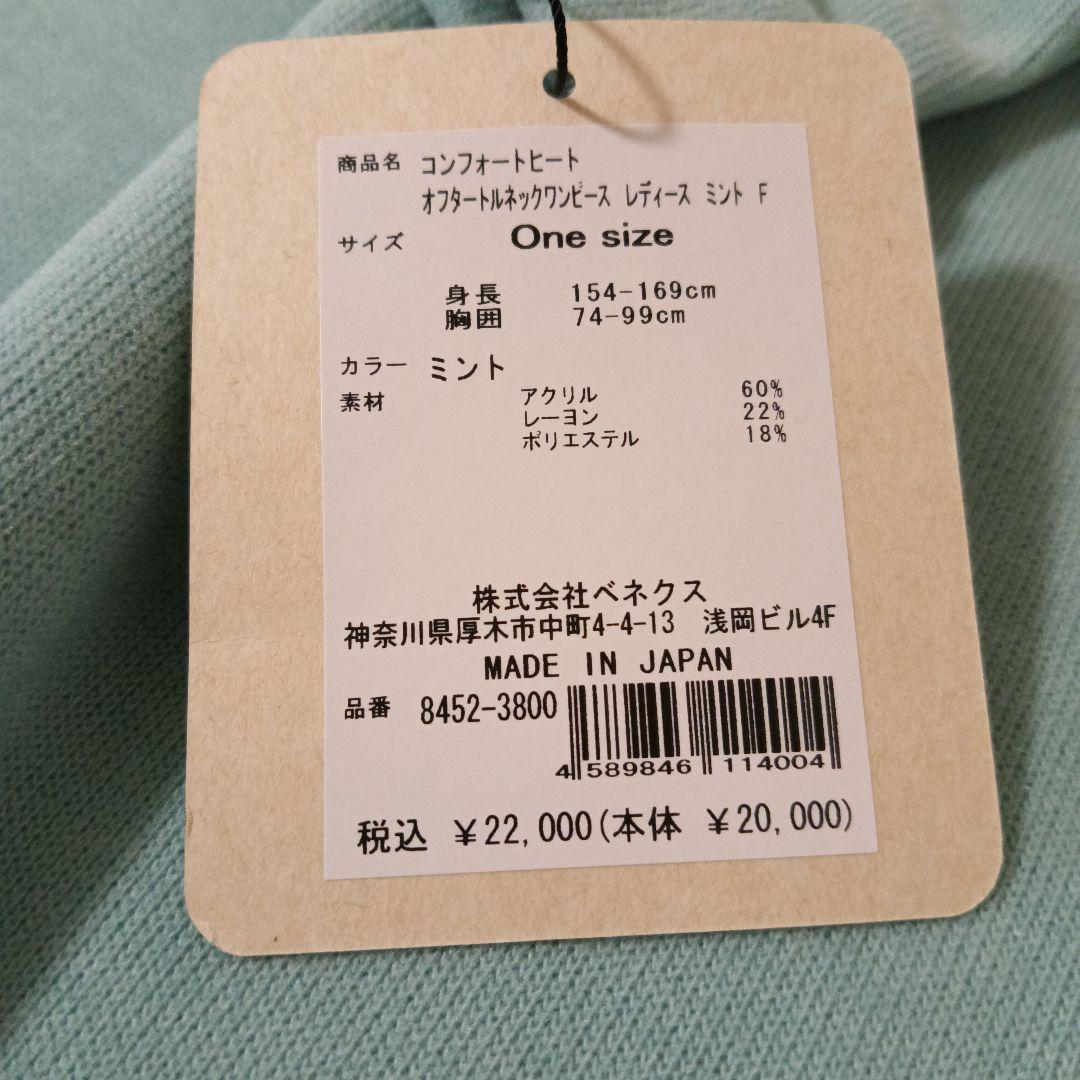 商品名 コンフォートヒート
オフタートルネックワンピース レディース ミント F
サイズ One size
身長 154-169cm
胸囲 74-99cm
カラー ミント
素材 アクリル 60%
レーヨン 22%
ポリエステル 18%
株式会社ベネクス
神奈川県厚木市中町4-4-13 浅岡ビル4F
MADE IN JAPAN
品番 8452-3800
4 589846 114004
税込 ￥22,000(本体 ￥20,000)